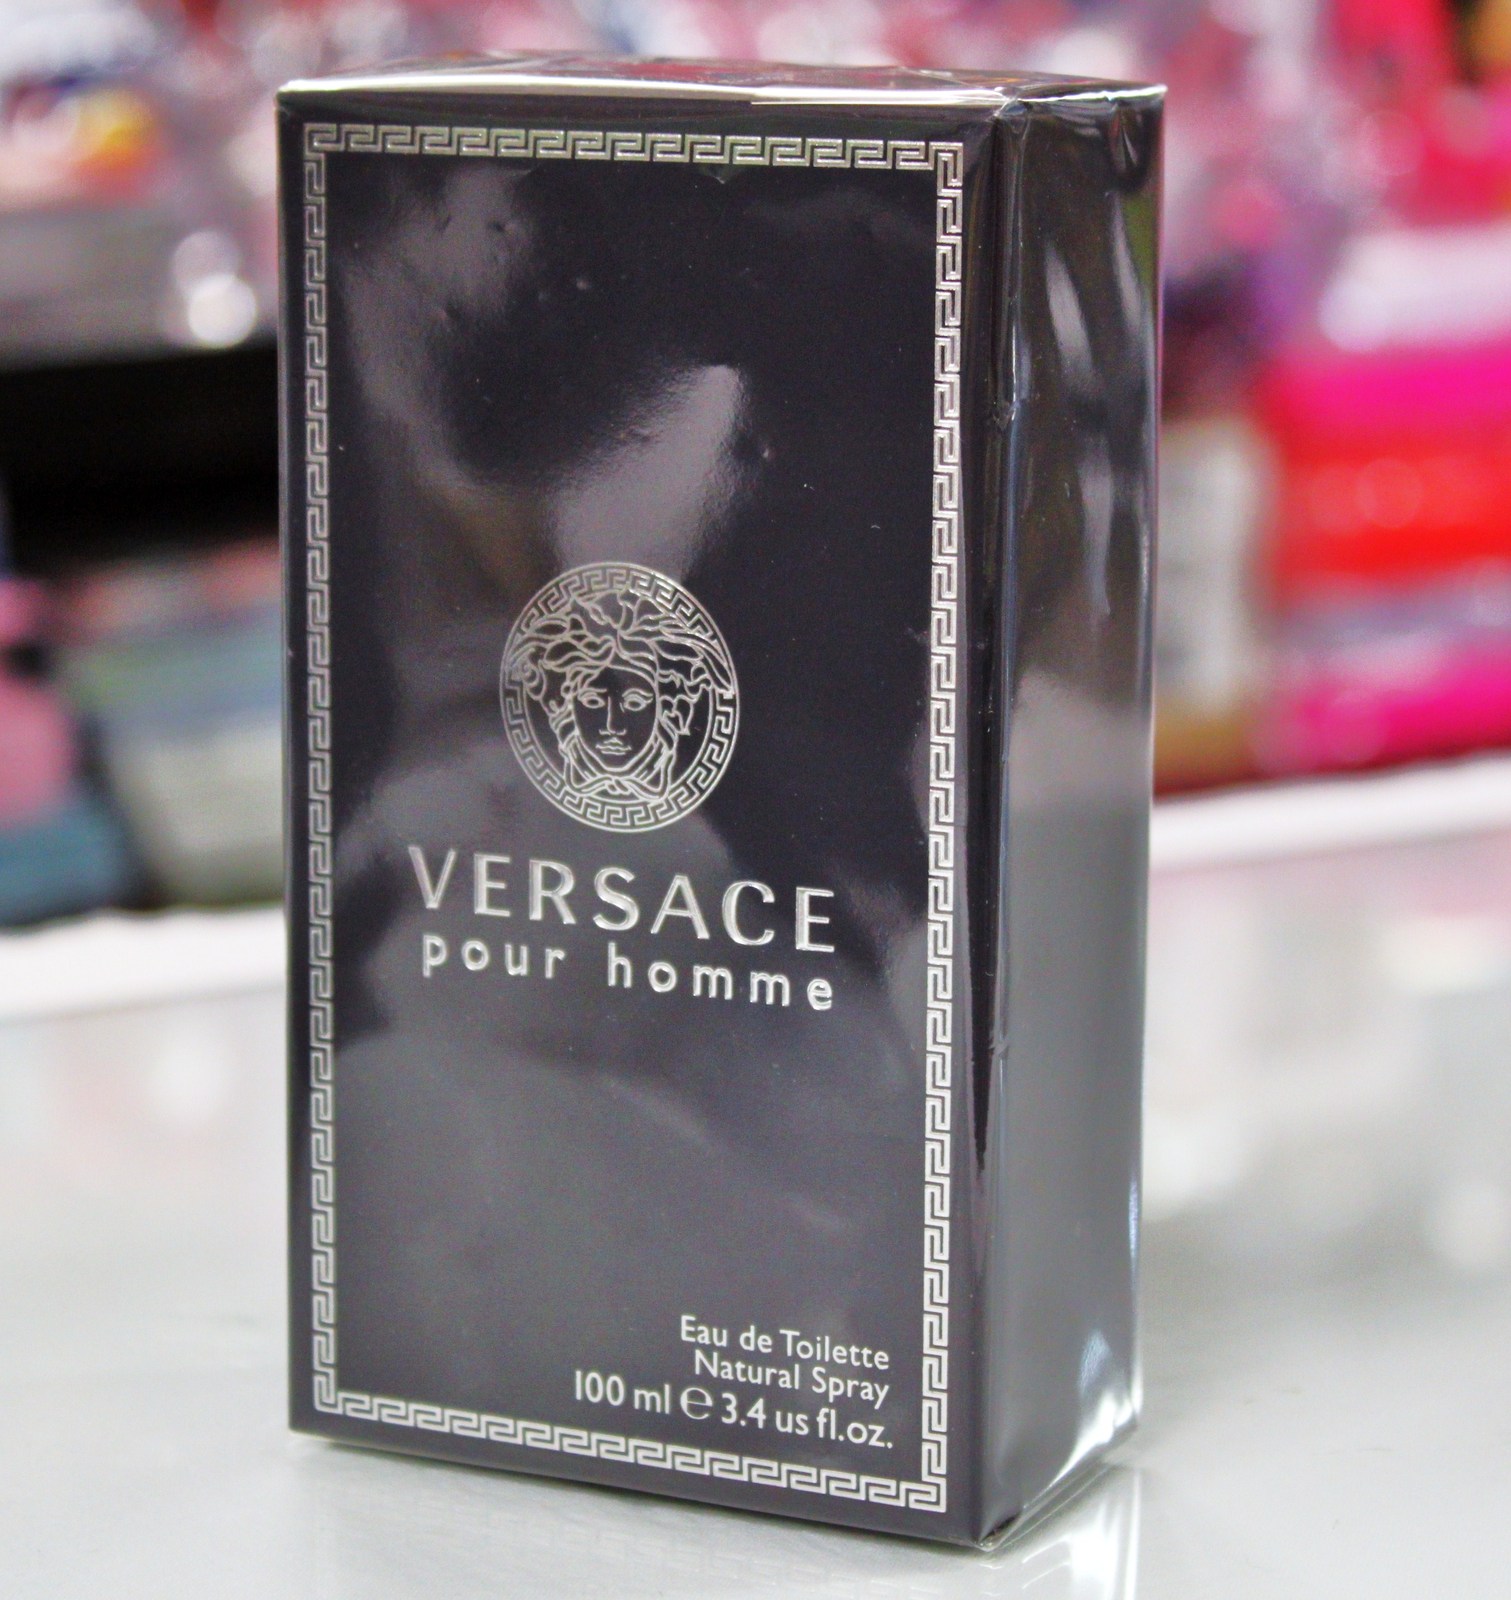 VERSACE
pour homme
Eau de Toilette
Natural Spray
100 ml ℮ 3.4 us fl.oz.